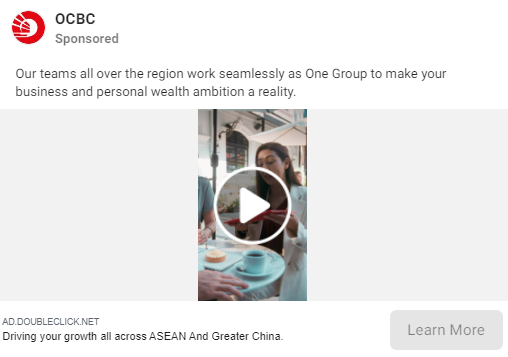 OCBC
Sponsored
Our teams all over the region work seamlessly as One Group to make your
business and personal wealth ambition a reality.
AD.DOUBLECLICK.NET
Driving your growth all across ASEAN And Greater China.
Learn More